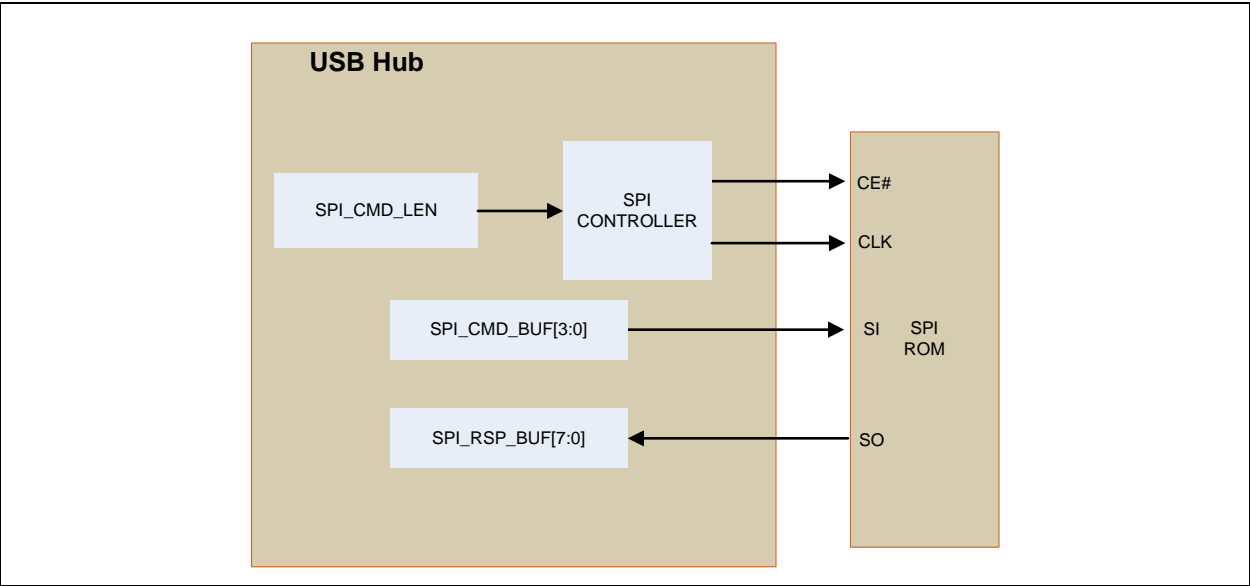 USB Hub
SPI_CMD_LEN
SPI
CONTROLLER
CE#
CLK
SPI_CMD_BUF[3:0]
SI
SPI
ROM
SPI_RSP_BUF[7:0]
SO